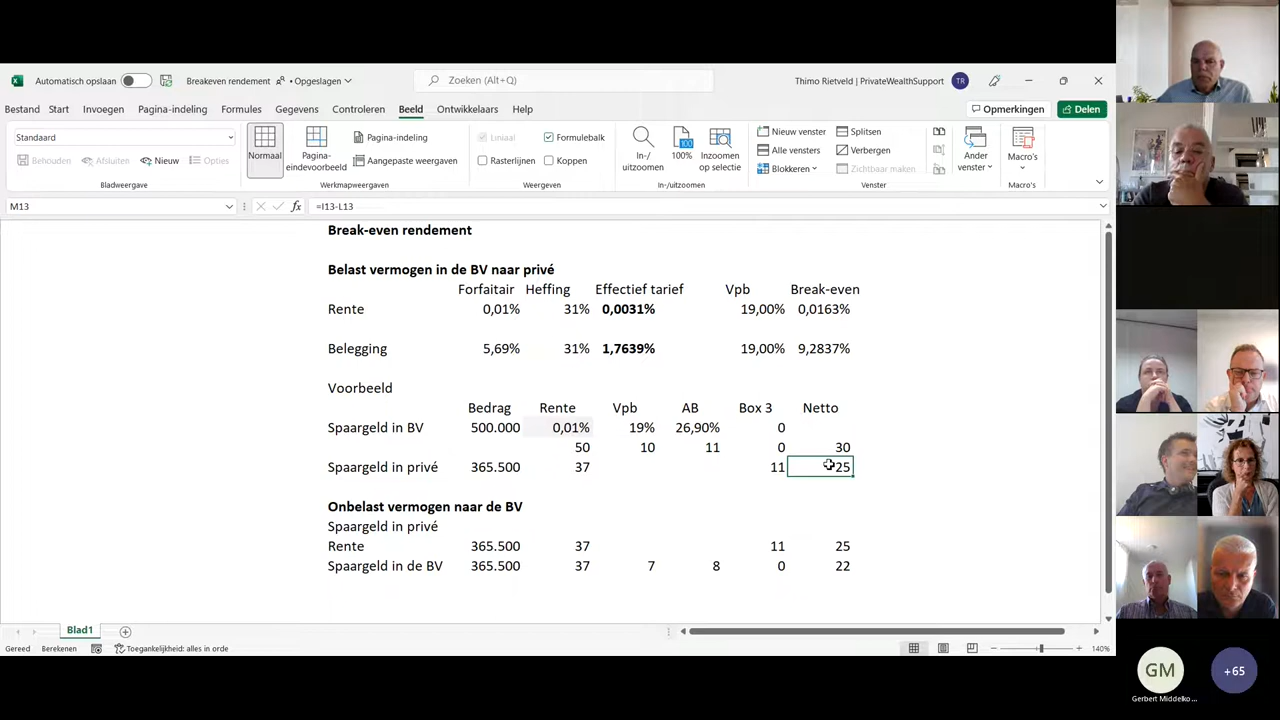 Automatisch opslaan
Breakeven rendement
• Opgeslagen
Zoeken (Alt+Q)
Thimo Rietveld | PrivateWealthSupport
TR
Bestand Start Invoegen Pagina-indeling Formules Gegevens Controleren Beeld Ontwikkelaars Help
Opmerkingen
Delen
Standaard
Behouden Afsluiten Nieuw Opties
Bladweergave
Normaal
Pagina-eindevoorbeeld
Pagina-indeling
Aangepaste weergaven
Werkmapweergaven
Liniaal Formulebalk
Rasterlijnen Koppen
Weergeven
In-/uitzoomen
100%
Inzoomen op selectie
In-/uitzoomen
Nieuw venster
Alle vensters
Blokkeren
Splitsen
Verbergen
Zichtbaar maken
Ander venster
Venster
Macro's
Macro's
M13
fx =I13-L13
Break-even rendement
Belast vermogen in de BV naar privé
Forfaitair Heffing Effectief tarief Vpb Break-even
Rente 0,01% 31% 0,0031% 19,00% 0,0163%
Belegging 5,69% 31% 1,7639% 19,00% 9,2837%
Voorbeeld
Bedrag Rente Vpb AB Box 3 Netto
Spaargeld in BV 500.000 0,01% 19% 26,90% 0
50 10 11 0 30
Spaargeld in privé 365.500 37 11 25
Onbelast vermogen naar de BV
Spaargeld in privé
Rente 365.500 37 11 25
Spaargeld in de BV 365.500 37 7 8 0 22
Blad1
Gereed Berekenen Toegankelijkheid: alles in orde
140%
GM
Gerbert Middelko ...
+65